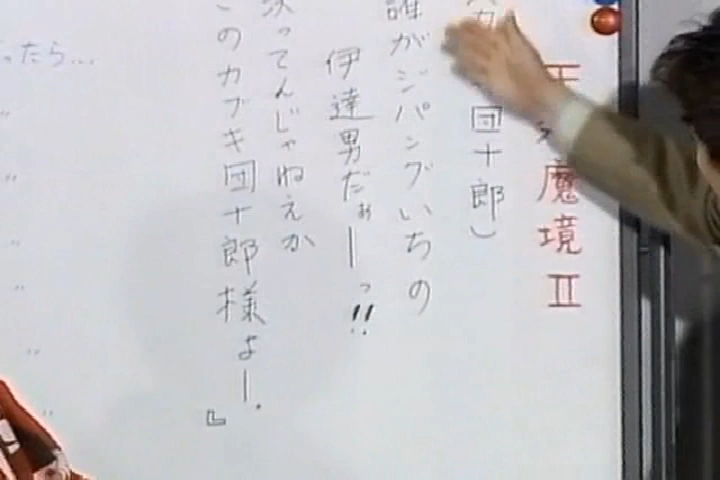 魔境Ⅱ
団十郎)
誰がジパングいちの
伊達男だぁーっ!!
決ってんじゃねえか
このカブキ団十郎様よー。』
ったら…
〃
〃
〃
〃
〃
〃